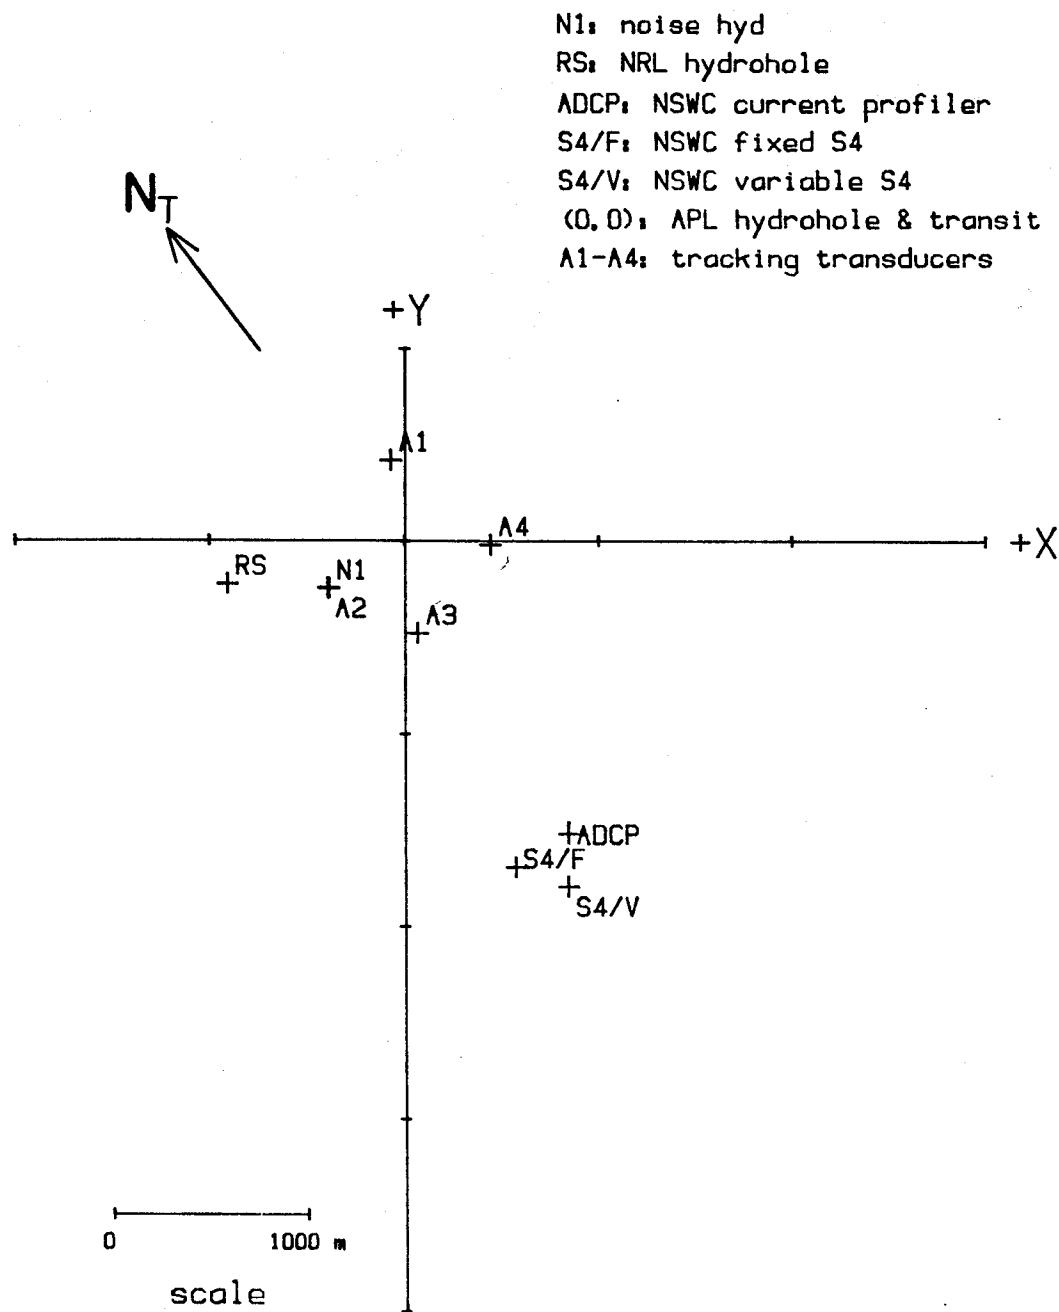 N1: noise hyd
RS: NRL hydrohole
ADCP: NSWC current profiler
S4/F: NSWC fixed S4
S4/V: NSWC variable S4
(0,0): APL hydrohole & transit
A1-A4: tracking transducers
NT
+Y
A1
A4
+X
RS
N1
A2
A3
ADCP
S4/F
S4/V
0 1000 m
scale